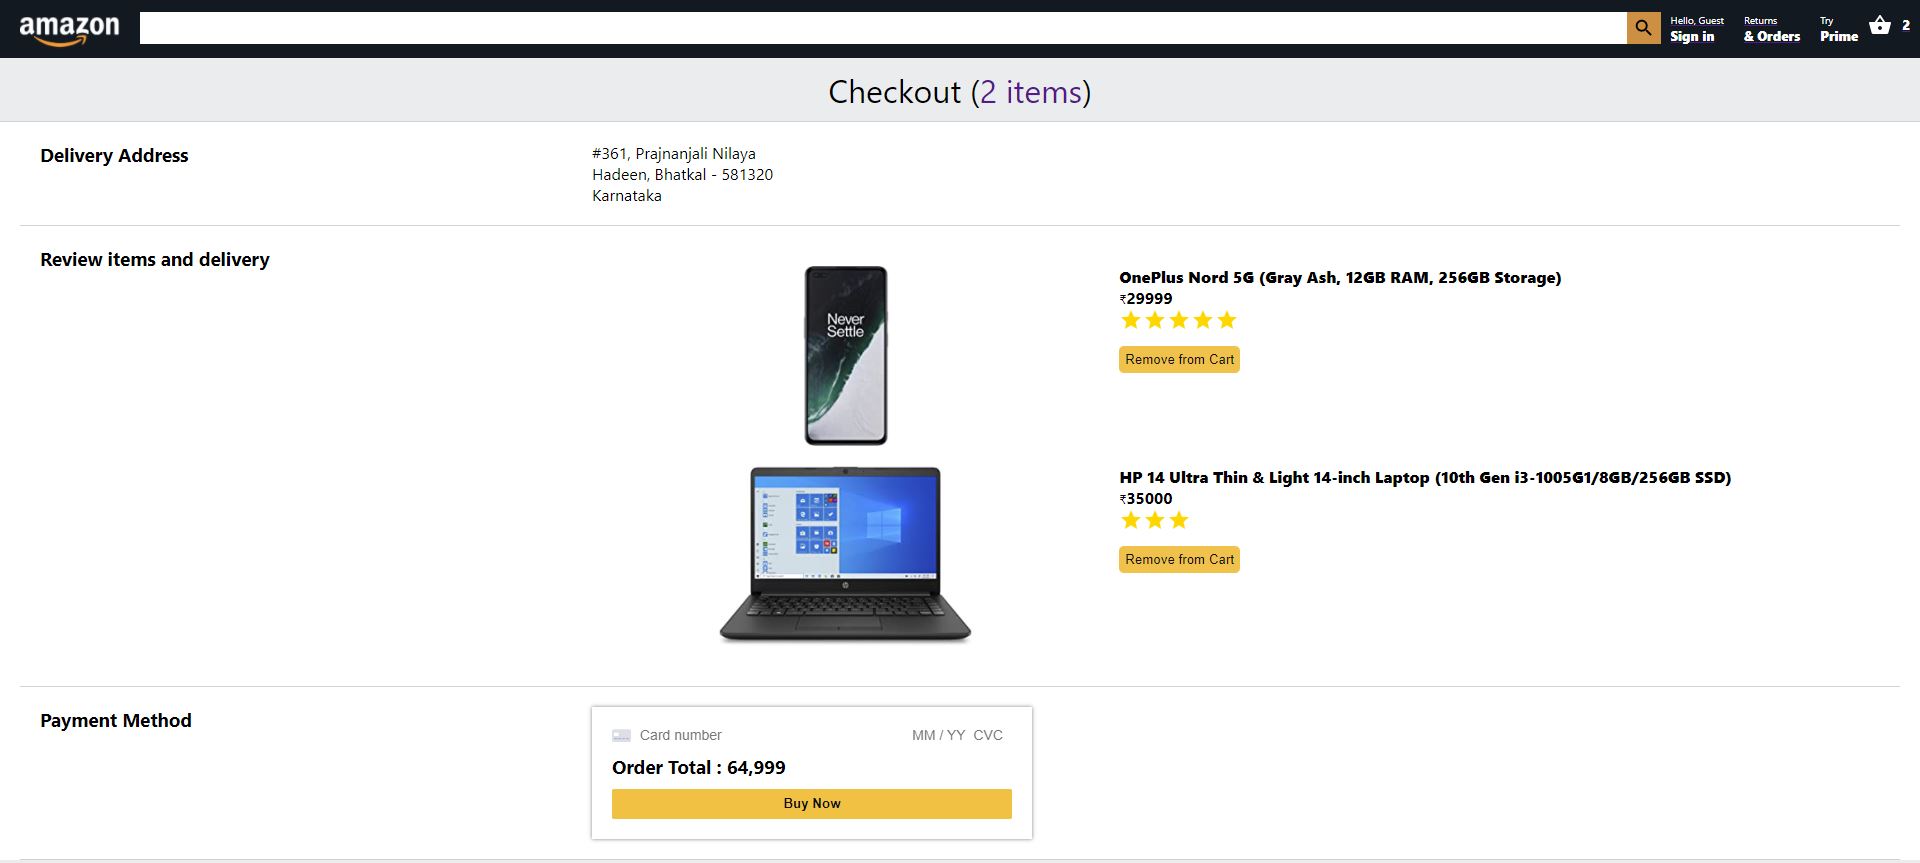 amazon
Hello, Guest
Sign in
Returns
& Orders
Try
Prime
2
Checkout (2 items)
Delivery Address
#361, Prajnanjali Nilaya
Hadeen, Bhatkal - 581320
Karnataka
Review items and delivery
Never
Settle
OnePlus Nord 5G (Gray Ash, 12GB RAM, 256GB Storage)
₹29999
Remove from Cart
hp
HP 14 Ultra Thin & Light 14-inch Laptop (10th Gen i3-1005G1/8GB/256GB SSD)
₹35000
Remove from Cart
Payment Method
Card number MM / YY CVC
Order Total : 64,999
Buy Now